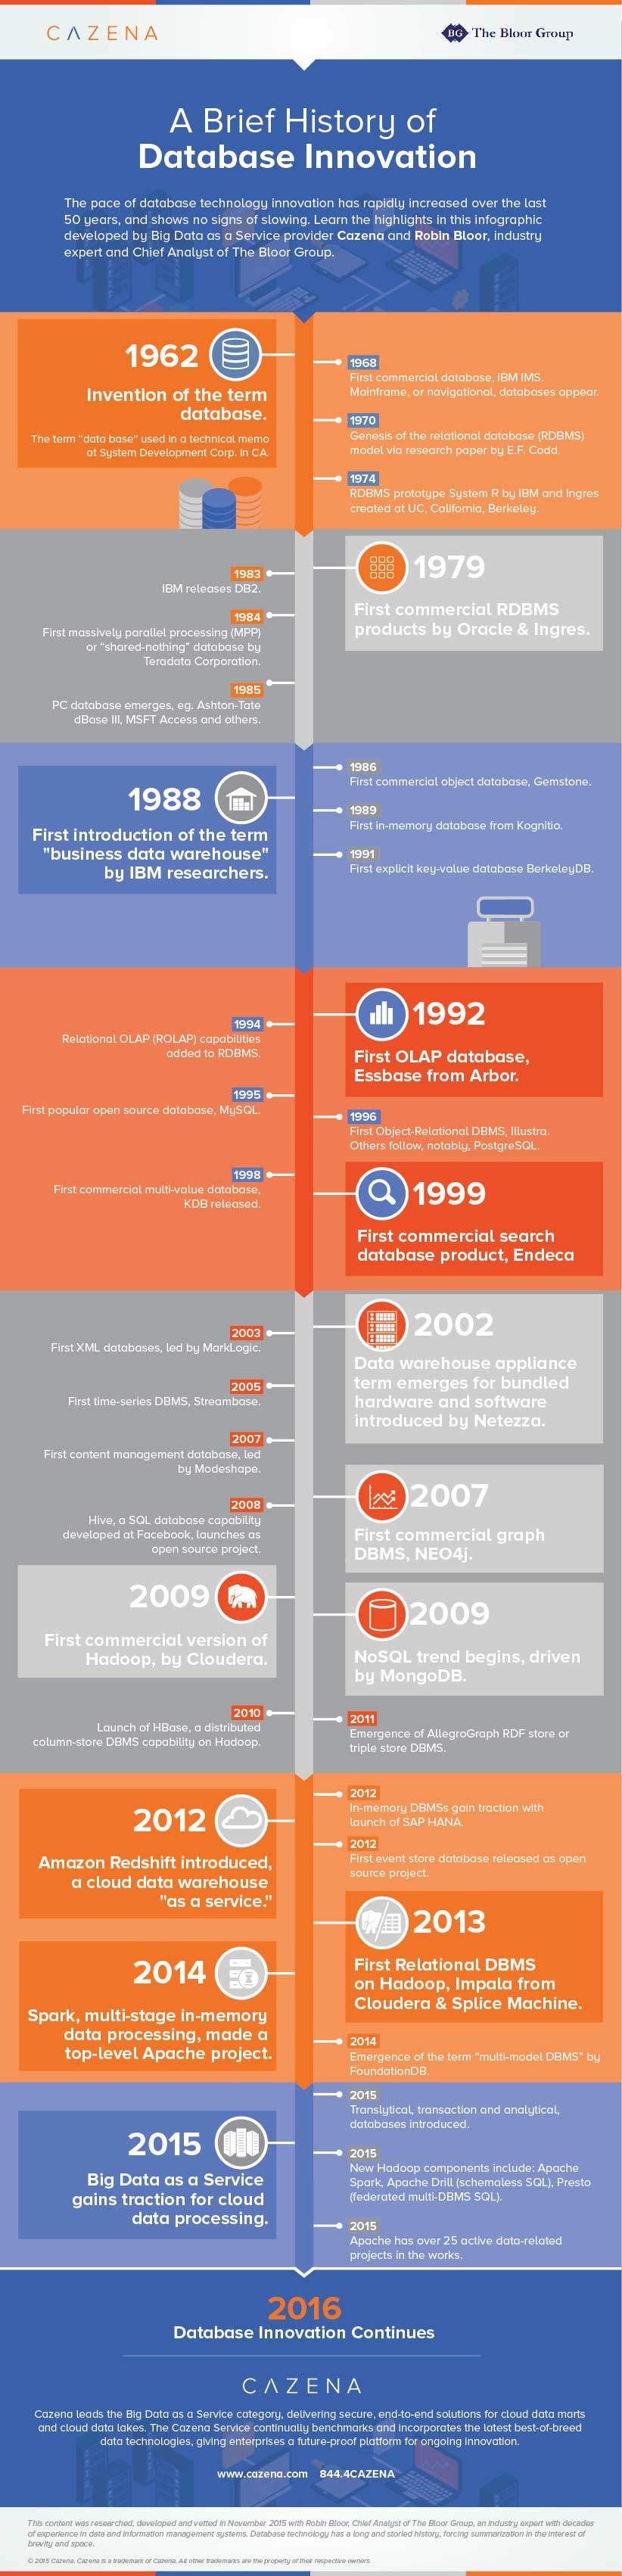 CAZENA
BG The Bloor Group
A Brief History of
Database Innovation
The pace of database technology innovation has rapidly increased over the last
50 years, and shows no signs of slowing. Learn the highlights in this infographic
developed by Big Data as a Service provider Cazena and Robin Bloor, industry
expert and Chief Analyst of The Bloor Group.
1962
Invention of the term
database.
The term "data base" used in a technical memo
at System Development Corp. in CA.
1968
First commercial database, IBM IMS.
Mainframe, or navigational, databases appear.
1970
Genesis of the relational database (RDBMS)
model via research paper by E.F. Codd.
1974
RDBMS prototype System R by IBM and Ingres
created at UC, California, Berkeley.
1979
First commercial RDBMS
products by Oracle & Ingres.
1983
IBM releases DB2.
1984
First massively parallel processing (MPP)
or "shared-nothing" database by
Teradata Corporation.
1985
PC database emerges, eg. Ashton-Tate
dBase III, MSFT Access and others.
1986
First commercial object database, Gemstone.
1988
First introduction of the term
"business data warehouse"
by IBM researchers.
1989
First in-memory database from Kognitio.
1991
First explicit key-value database BerkeleyDB.
1992
First OLAP database,
Essbase from Arbor.
1994
Relational OLAP (ROLAP) capabilities
added to RDBMS.
1995
First popular open source database, MySQL.
1996
First Object-Relational DBMS, Illustra.
Others follow, notably, PostgreSQL.
1998
First commercial multi-value database,
KDB released.
1999
First commercial search
database product, Endeca
2002
Data warehouse appliance
term emerges for bundled
hardware and software
introduced by Netezza.
2003
First XML databases, led by MarkLogic.
2005
First time-series DBMS, Streambase.
2007
First content management database, led
by Modeshape.
2007
First commercial graph
DBMS, NEO4j.
2008
Hive, a SQL database capability
developed at Facebook, launches as
open source project.
2009
First commercial version of
Hadoop, by Cloudera.
2009
NoSQL trend begins, driven
by MongoDB.
2010
Launch of HBase, a distributed
column-store DBMS capability on Hadoop.
2011
Emergence of AllegroGraph RDF store or
triple store DBMS.
2012
In-memory DBMSs gain traction with
launch of SAP HANA.
2012
Amazon Redshift introduced,
a cloud data warehouse
"as a service."
2012
First event store database released as open
source project.
2013
First Relational DBMS
on Hadoop, Impala from
Cloudera & Splice Machine.
2014
Spark, multi-stage in-memory
data processing, made a
top-level Apache project.
2014
Emergence of the term "multi-model DBMS" by
FoundationDB.
2015
Translytical, transaction and analytical,
databases introduced.
2015
Big Data as a Service
gains traction for cloud
data processing.
2015
New Hadoop components include: Apache
Spark, Apache Drill (schemaless SQL), Presto
(federated multi-DBMS SQL).
2015
Apache has over 25 active data-related
projects in the works.
2016
Database Innovation Continues
CAZENA
Cazena leads the Big Data as a Service category, delivering secure, end-to-end solutions for cloud data marts
and cloud data lakes. The Cazena Service continually benchmarks and incorporates the latest best-of-breed
data technologies, giving enterprises a future-proof platform for ongoing innovation.
www.cazena.com 844.4CAZENA
This content was researched, developed and vetted in November 2015 with Robin Bloor, Chief Analyst of The Bloor Group, an industry expert with decades
of experience in data and information management systems. Database technology has a long and storied history, forcing summarization in the interest of
brevity and space.
© 2015 Cazena. Cazena is a trademark of Cazena. All other trademarks are the property of their respective owners.